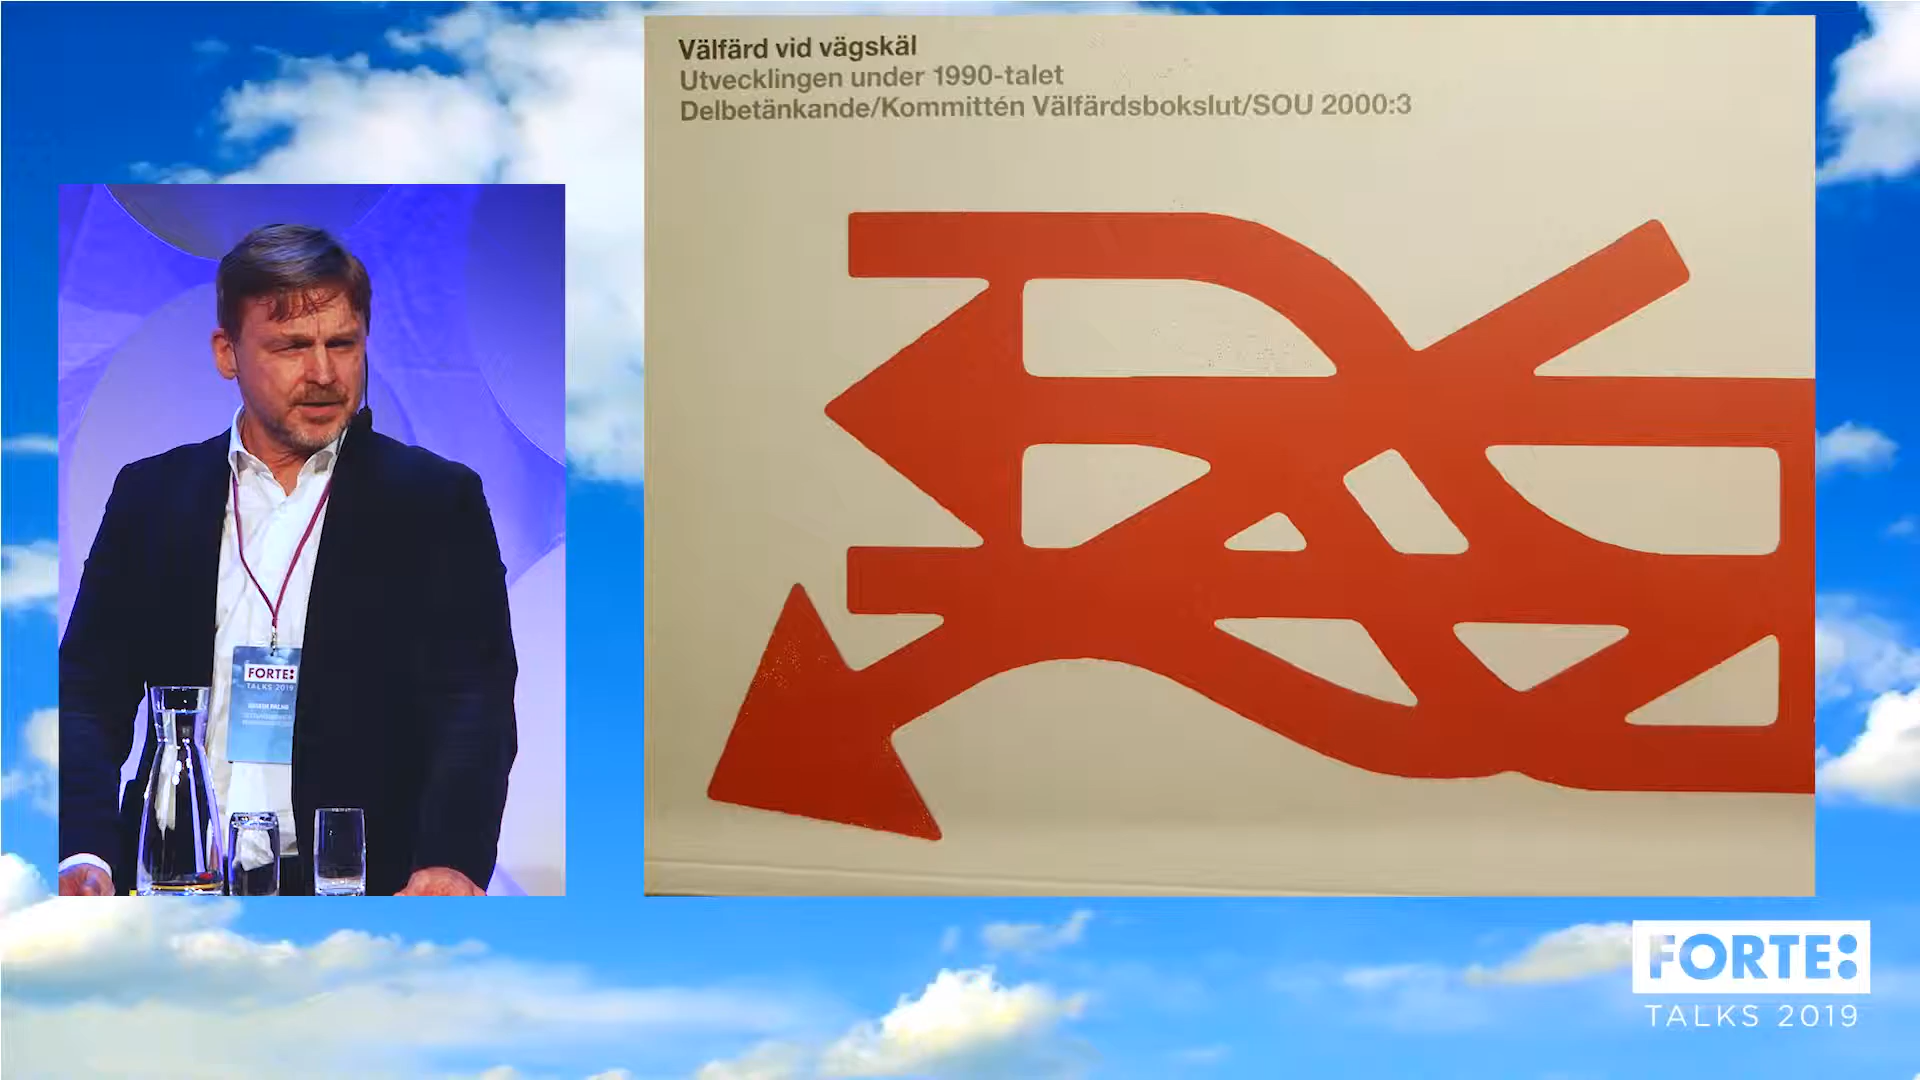 Välfärd vid vägskäl
Utvecklingen under 1990-talet
Delbetänkande/Kommittén Välfärdsbokslut/SOU 2000:3
FORTE:
TALKS 2019
FORTE:
TALKS 2019